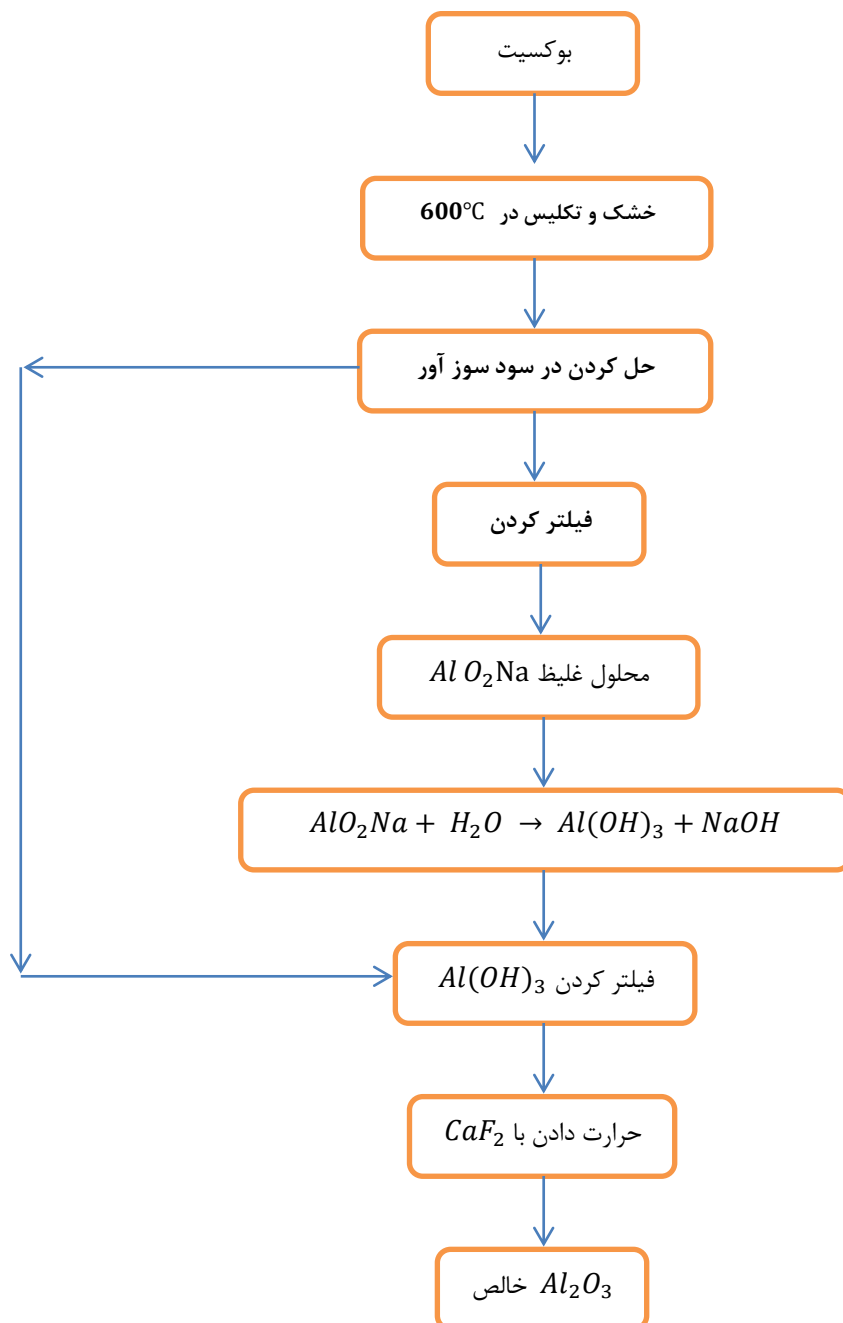 بوکسیت
خشک و تکلیس در 600℃
حل کردن در سود سوز آور
فیلتر کردن
محلول غلیظ Al O₂Na
AlO₂Na + H₂O → Al(OH)₃ + NaOH
فیلتر کردن Al(OH)₃
حرارت دادن با CaF₂
Al₂O₃ خالص